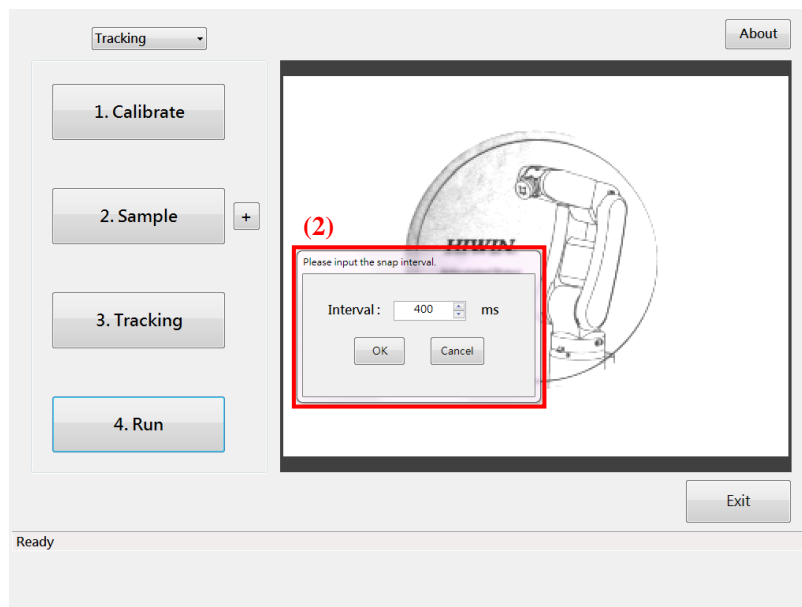 Tracking
About
1. Calibrate
2. Sample
+
(2)
HIWIN
Please input the snap interval.
Interval : 400 ms
OK
Cancel
3. Tracking
4. Run
Exit
Ready